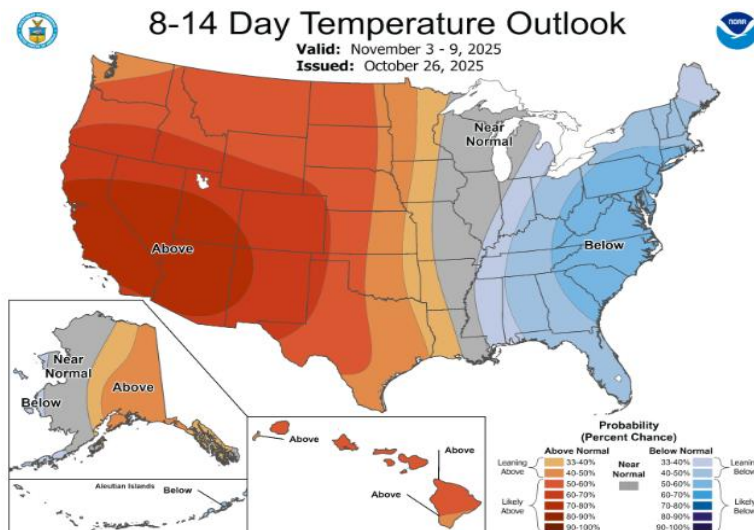 8-14 Day Temperature Outlook
Valid: November 3 - 9, 2025
Issued: October 26, 2025
NOAA
Near
Normal
Above
Below
Near
Normal
Below
Above
Aleutian Islands
Below
Above
Above
Above
Probability
(Percent Chance)
Above Normal
Below Normal
Leaning
Above
33-40%
40-50%
Likely
Above
50-60%
60-70%
70-80%
80-90%
90-100%
Near
Normal
33-40%
40-50%
Below
50-60%
60-70%
70-80%
80-90%
90-100%
Below